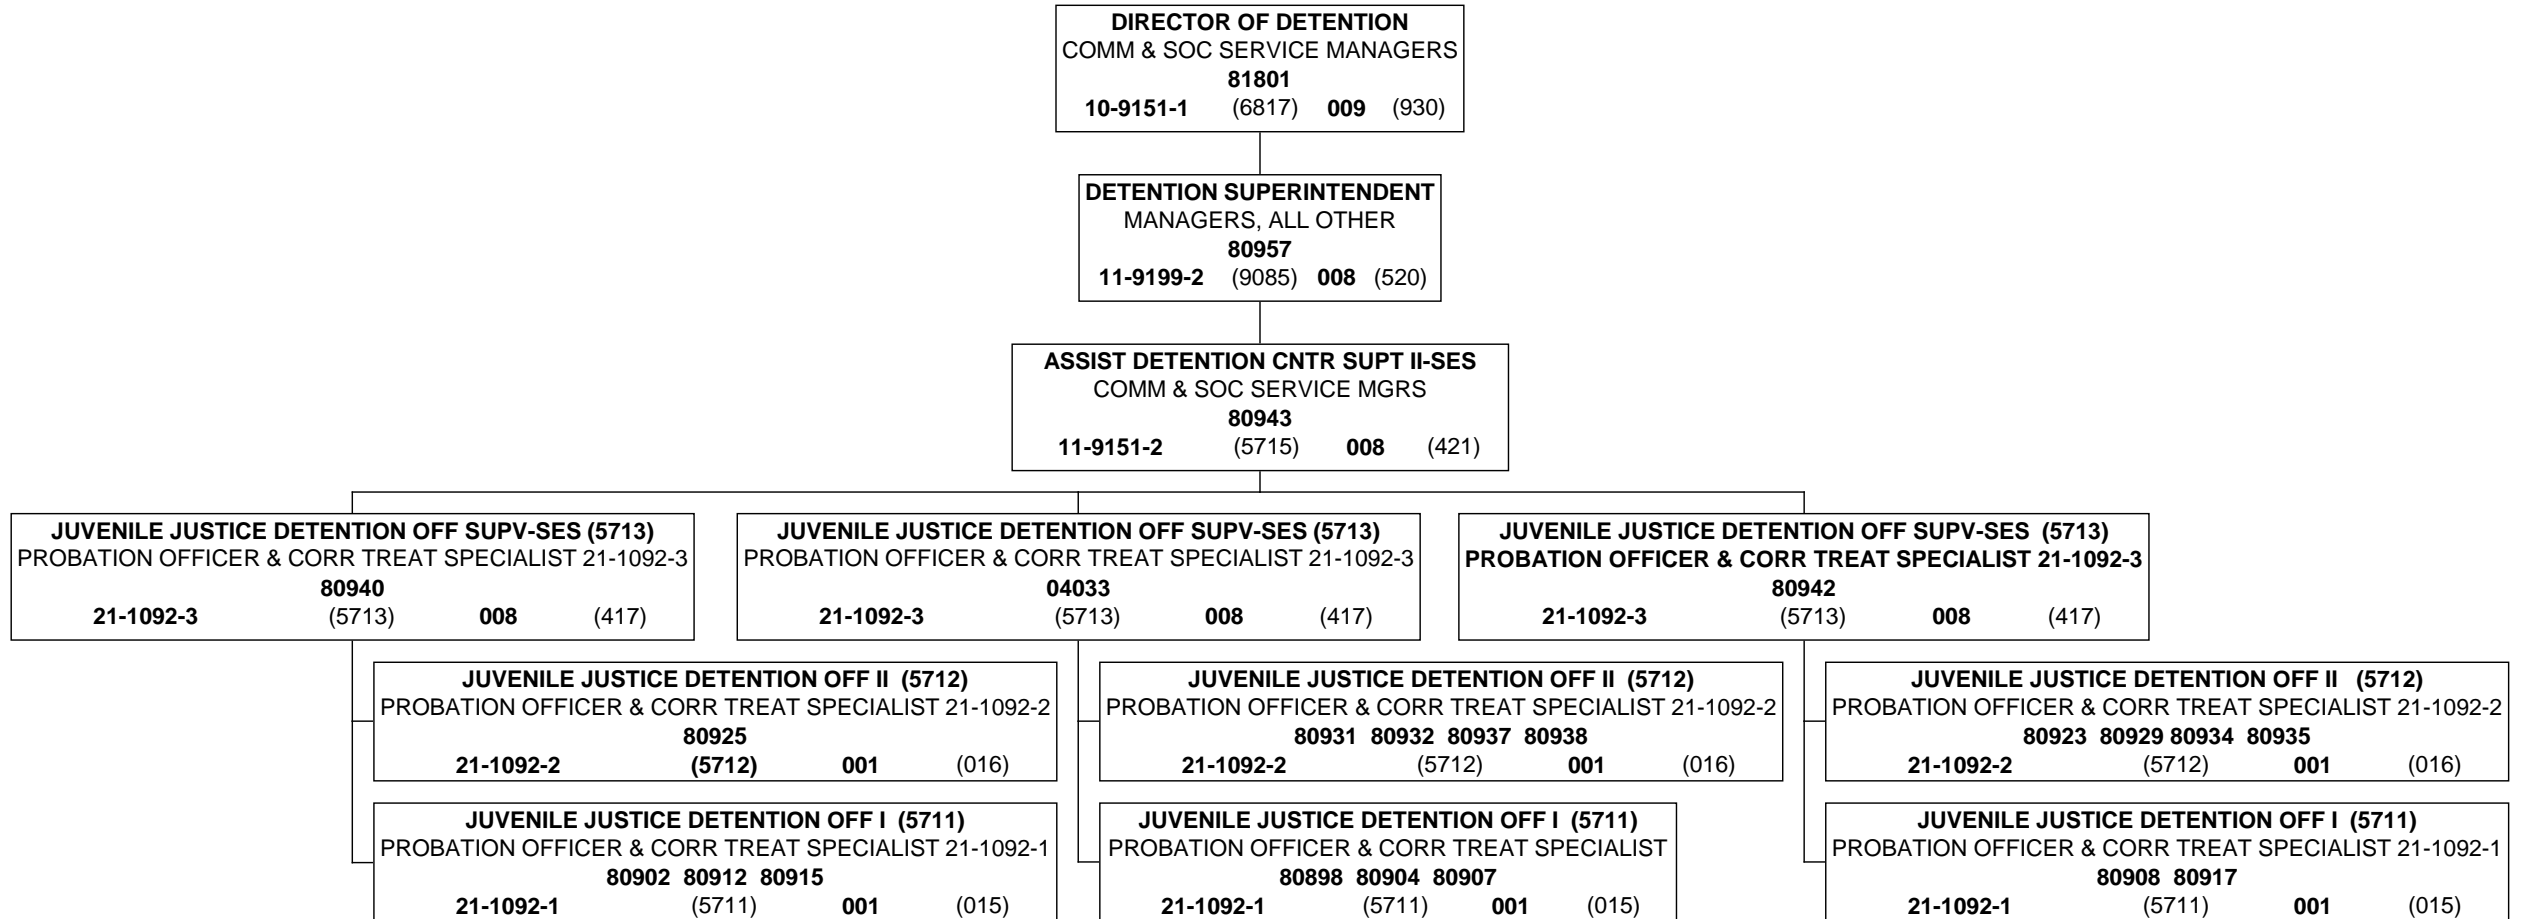 DIRECTOR OF DETENTION
COMM & SOC SERVICE MANAGERS
81801
10-9151-1 (6817) 009 (930)
DETENTION SUPERINTENDENT
MANAGERS, ALL OTHER
80957
11-9199-2 (9085) 008 (520)
ASSIST DETENTION CNTR SUPT II-SES
COMM & SOC SERVICE MGRS
80943
11-9151-2 (5715) 008 (421)
JUVENILE JUSTICE DETENTION OFF SUPV-SES (5713)
PROBATION OFFICER & CORR TREAT SPECIALIST 21-1092-3
80940
21-1092-3 (5713) 008 (417)
JUVENILE JUSTICE DETENTION OFF SUPV-SES (5713)
PROBATION OFFICER & CORR TREAT SPECIALIST 21-1092-3
04033
21-1092-3 (5713) 008 (417)
JUVENILE JUSTICE DETENTION OFF SUPV-SES (5713)
PROBATION OFFICER & CORR TREAT SPECIALIST 21-1092-3
80942
21-1092-3 (5713) 008 (417)
JUVENILE JUSTICE DETENTION OFF II (5712)
PROBATION OFFICER & CORR TREAT SPECIALIST 21-1092-2
80925
21-1092-2 (5712) 001 (016)
JUVENILE JUSTICE DETENTION OFF II (5712)
PROBATION OFFICER & CORR TREAT SPECIALIST 21-1092-2
80931 80932 80937 80938
21-1092-2 (5712) 001 (016)
JUVENILE JUSTICE DETENTION OFF II (5712)
PROBATION OFFICER & CORR TREAT SPECIALIST 21-1092-2
80923 80929 80934 80935
21-1092-2 (5712) 001 (016)
JUVENILE JUSTICE DETENTION OFF I (5711)
PROBATION OFFICER & CORR TREAT SPECIALIST 21-1092-1
80902 80912 80915
21-1092-1 (5711) 001 (015)
JUVENILE JUSTICE DETENTION OFF I (5711)
PROBATION OFFICER & CORR TREAT SPECIALIST
80898 80904 80907
21-1092-1 (5711) 001 (015)
JUVENILE JUSTICE DETENTION OFF I (5711)
PROBATION OFFICER & CORR TREAT SPECIALIST 21-1092-1
80908 80917
21-1092-1 (5711) 001 (015)